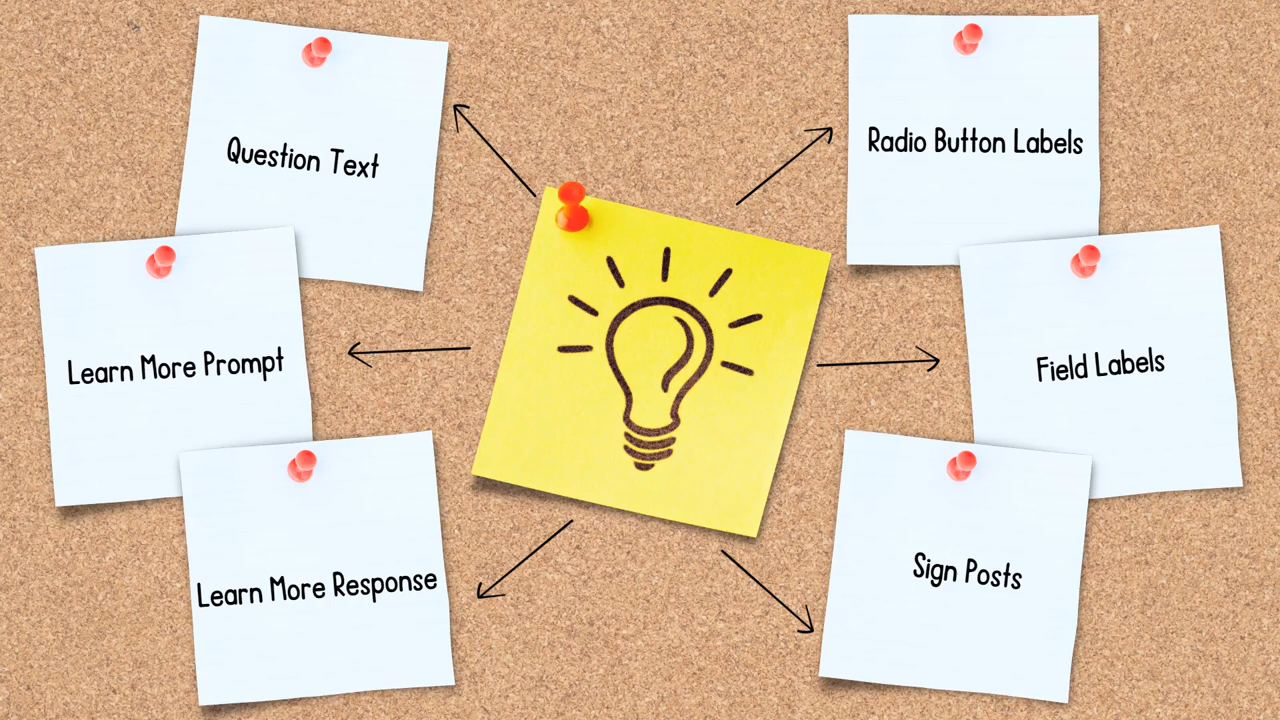 Question Text
Learn More Prompt
Learn More Response
Radio Button Labels
Field Labels
Sign Posts